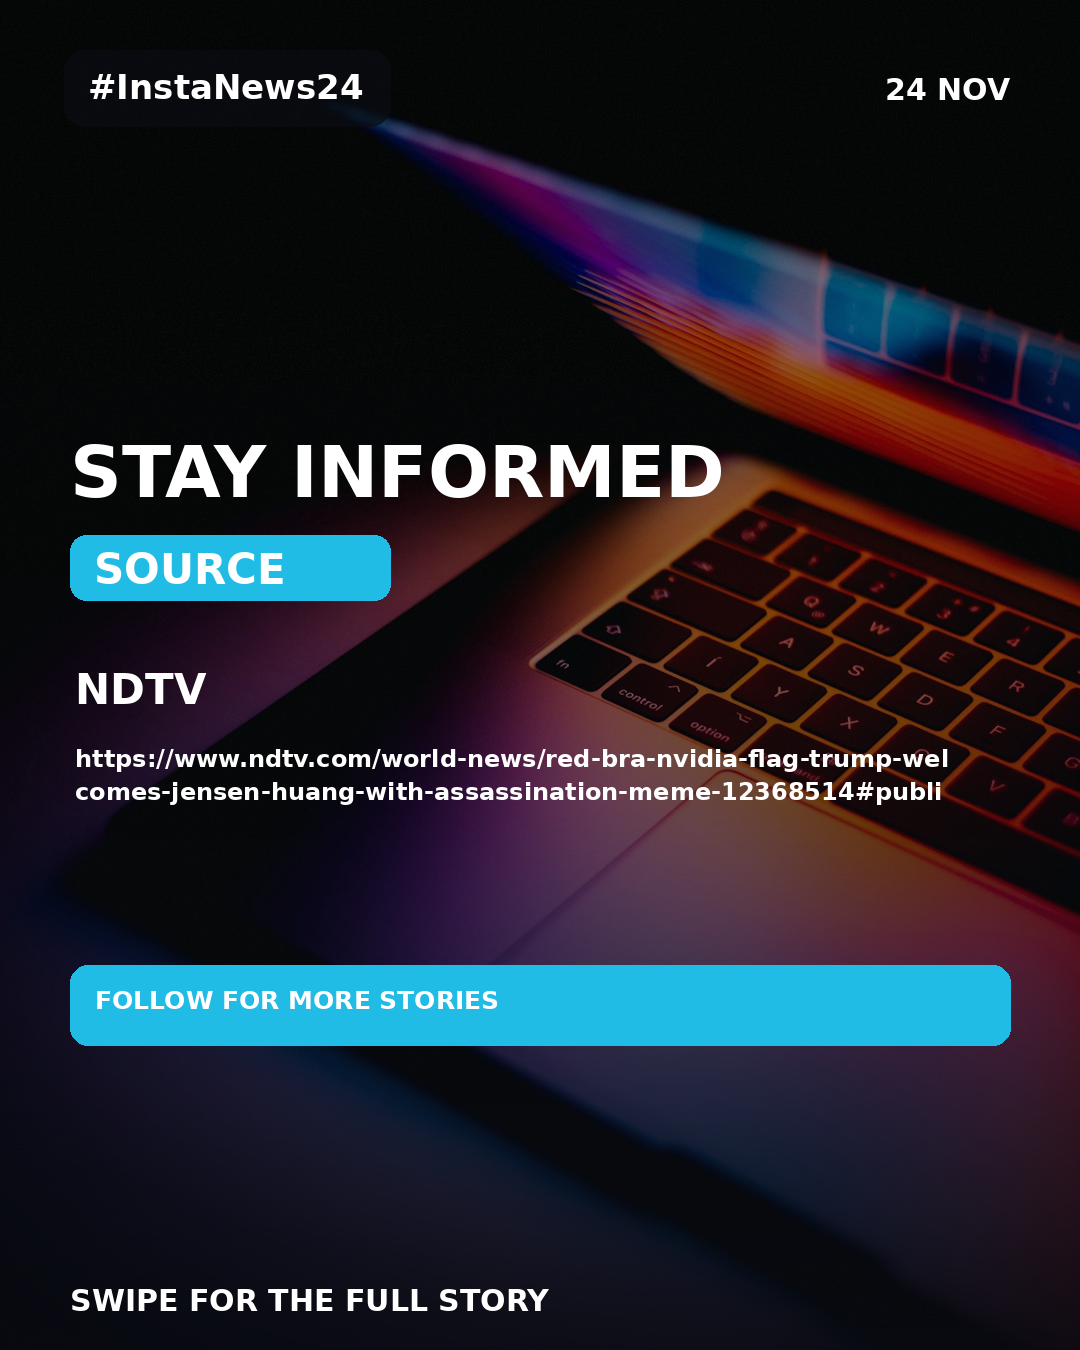 #InstaNews24
24 NOV
STAY INFORMED
SOURCE
NDTV
https://www.ndtv.com/world-news/red-bra-nvidia-flag-trump-wel
comes-jensen-huang-with-assassination-meme-12368514#publi
FOLLOW FOR MORE STORIES
SWIPE FOR THE FULL STORY